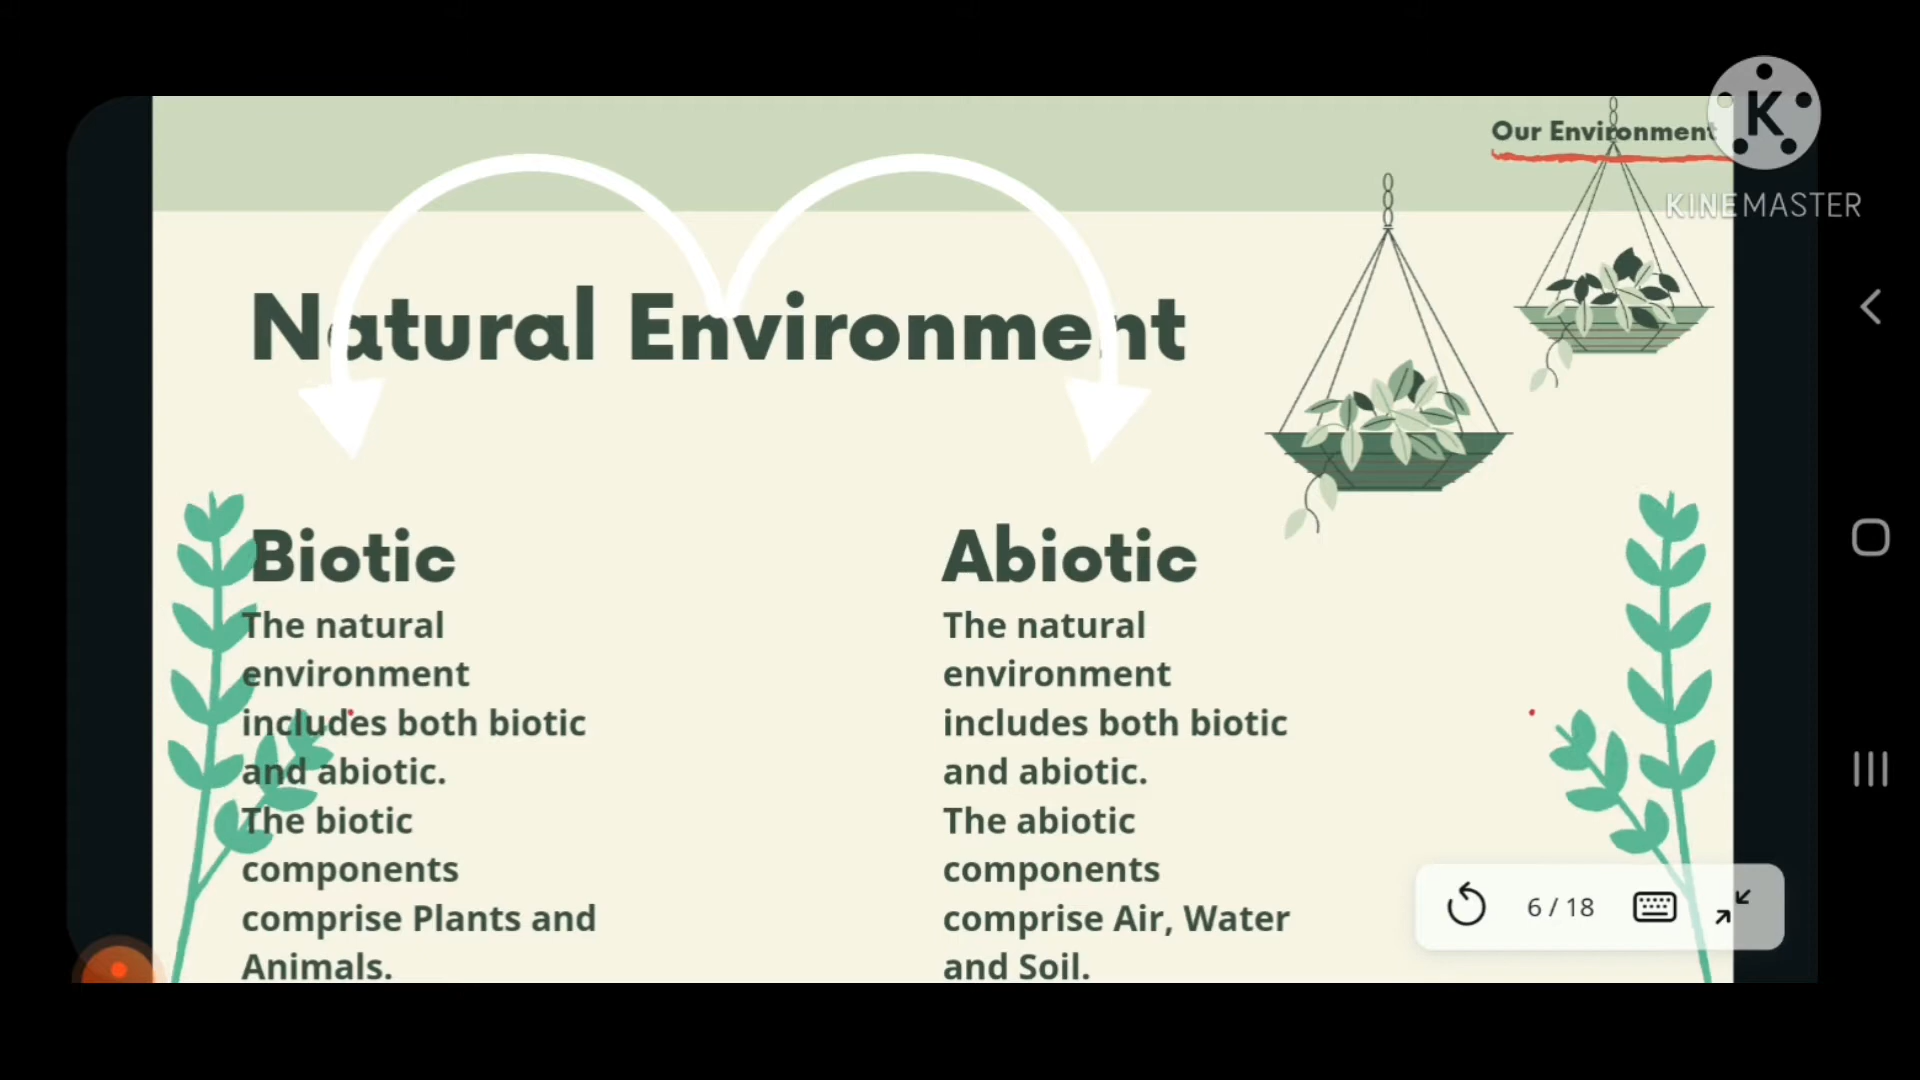 Our Environment
K
KINEMASTER
Natural Environment
Biotic
The natural
environment
includes both biotic
and abiotic.
The biotic
components
comprise Plants and
Animals.
Abiotic
The natural
environment
includes both biotic
and abiotic.
The abiotic
components
comprise Air, Water
and Soil.
6 / 18